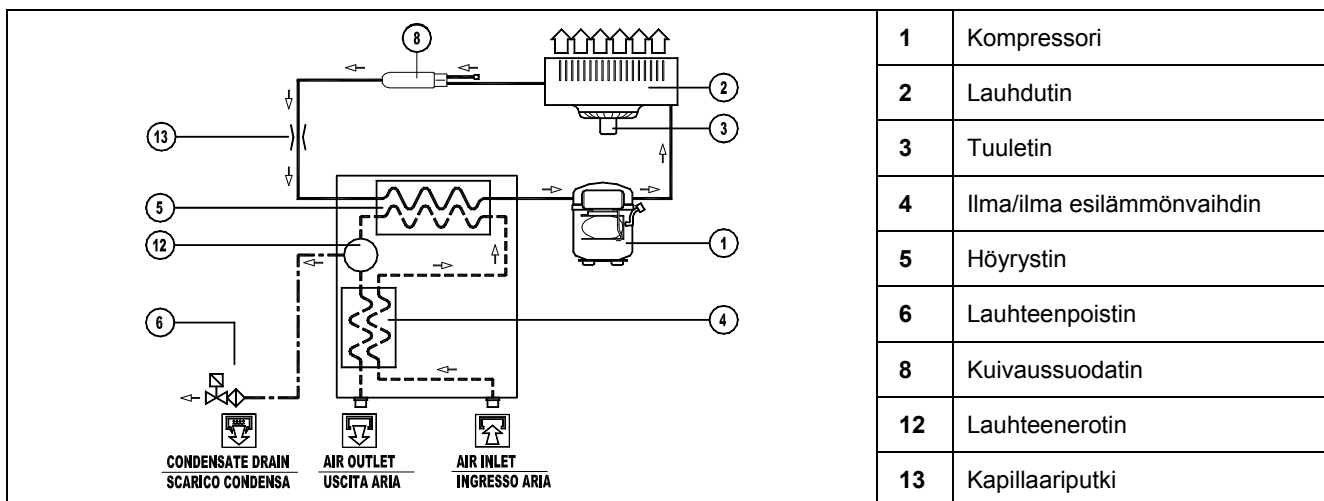 8
2
13
3
5
12
1
6
4
CONDENSATE DRAIN
SCARICO CONDENSA
AIR OUTLET
USCITA ARIA
AIR INLET
INGRESSO ARIA
1 Kompressori
2 Lauhdutin
3 Tuuletin
4 Ilma/ilma esilämmönvaihdin
5 Höyrystin
6 Lauhteenpoistin
8 Kuivaussuodatin
12 Lauhteenerotin
13 Kapillaariputki